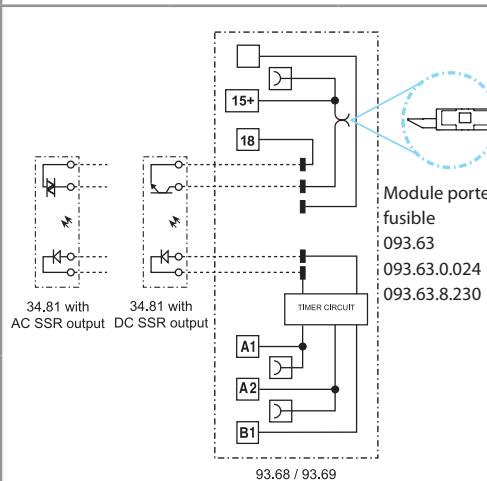 15+
18
Module porte
fusible
093.63
093.63.0.024
093.63.8.230
34.81 with
AC SSR output
34.81 with
DC SSR output
TIMER CIRCUIT
A1
A2
B1
93.68 / 93.69